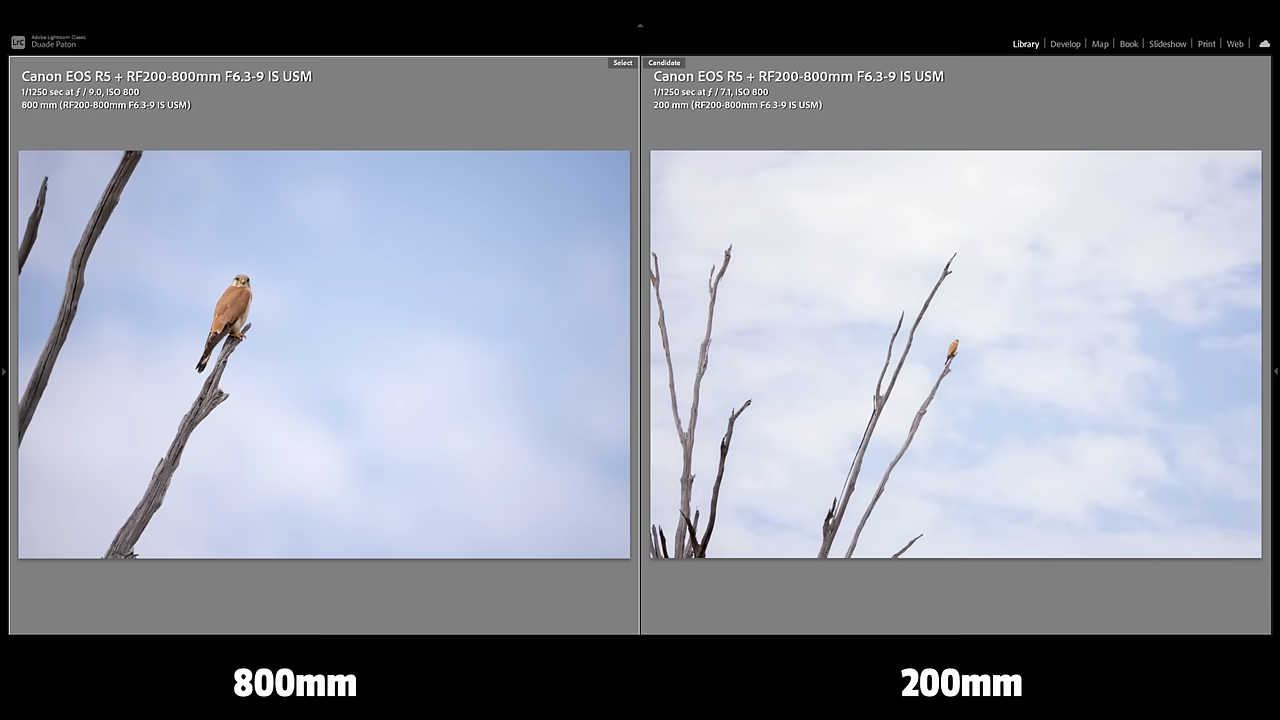 LrC
Adobe Lightroom Classic
Duade Paton
Library | Develop | Map | Book | Slideshow | Print | Web |
Select
Candidate
Canon EOS R5 + RF200-800mm F6.3-9 IS USM
1/1250 sec at ƒ / 9.0, ISO 800
800 mm (RF200-800mm F6.3-9 IS USM)
Canon EOS R5 + RF200-800mm F6.3-9 IS USM
1/1250 sec at ƒ / 7.1, ISO 800
200 mm (RF200-800mm F6.3-9 IS USM)
800mm
200mm